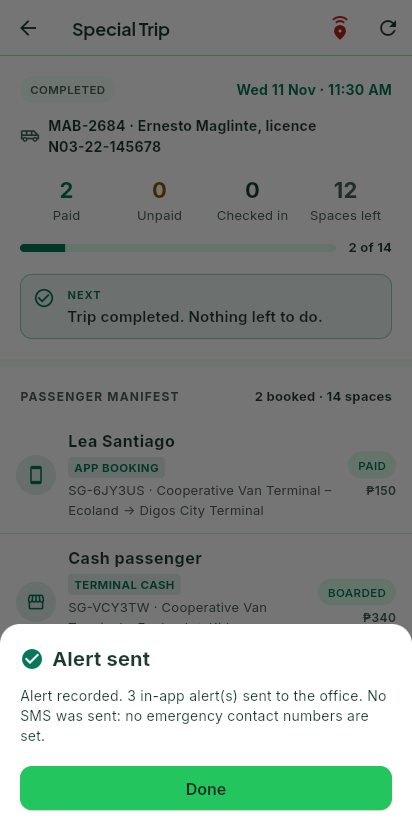 Special Trip
COMPLETED
Wed 11 Nov · 11:30 AM
MAB-2684 · Ernesto Maglinte, licence
N03-22-145678
2
0
0
12
Paid
Unpaid
Checked in
Spaces left
2 of 14
NEXT
Trip completed. Nothing left to do.
PASSENGER MANIFEST
2 booked · 14 spaces
Lea Santiago
APP BOOKING
PAID
SG-6JY3US · Cooperative Van Terminal –
₱150
Ecoland → Digos City Terminal
Cash passenger
TERMINAL CASH
BOARDED
SG-VCY3TW · Cooperative Van
₱340
Alert sent
Alert recorded. 3 in-app alert(s) sent to the office. No
SMS was sent: no emergency contact numbers are
set.
Done